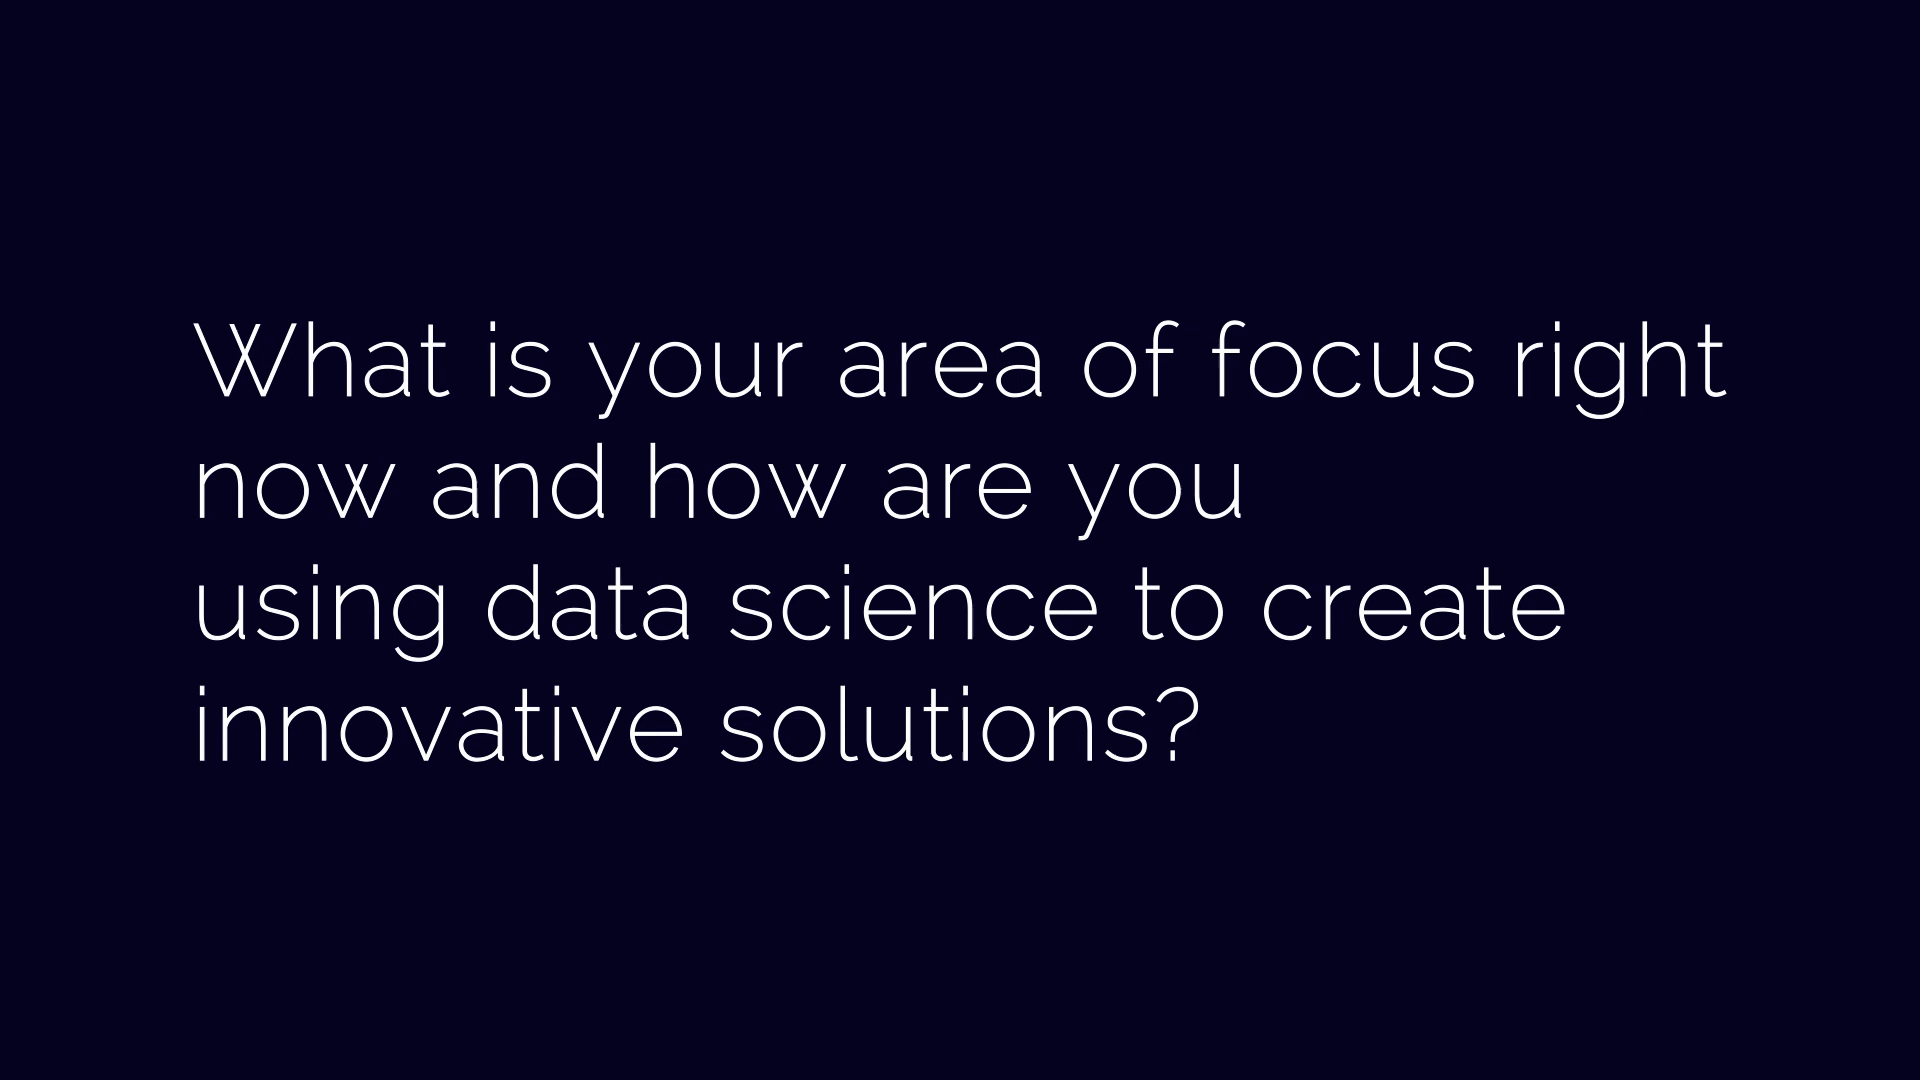 What is your area of focus right
now and how are you
using data science to create
innovative solutions?